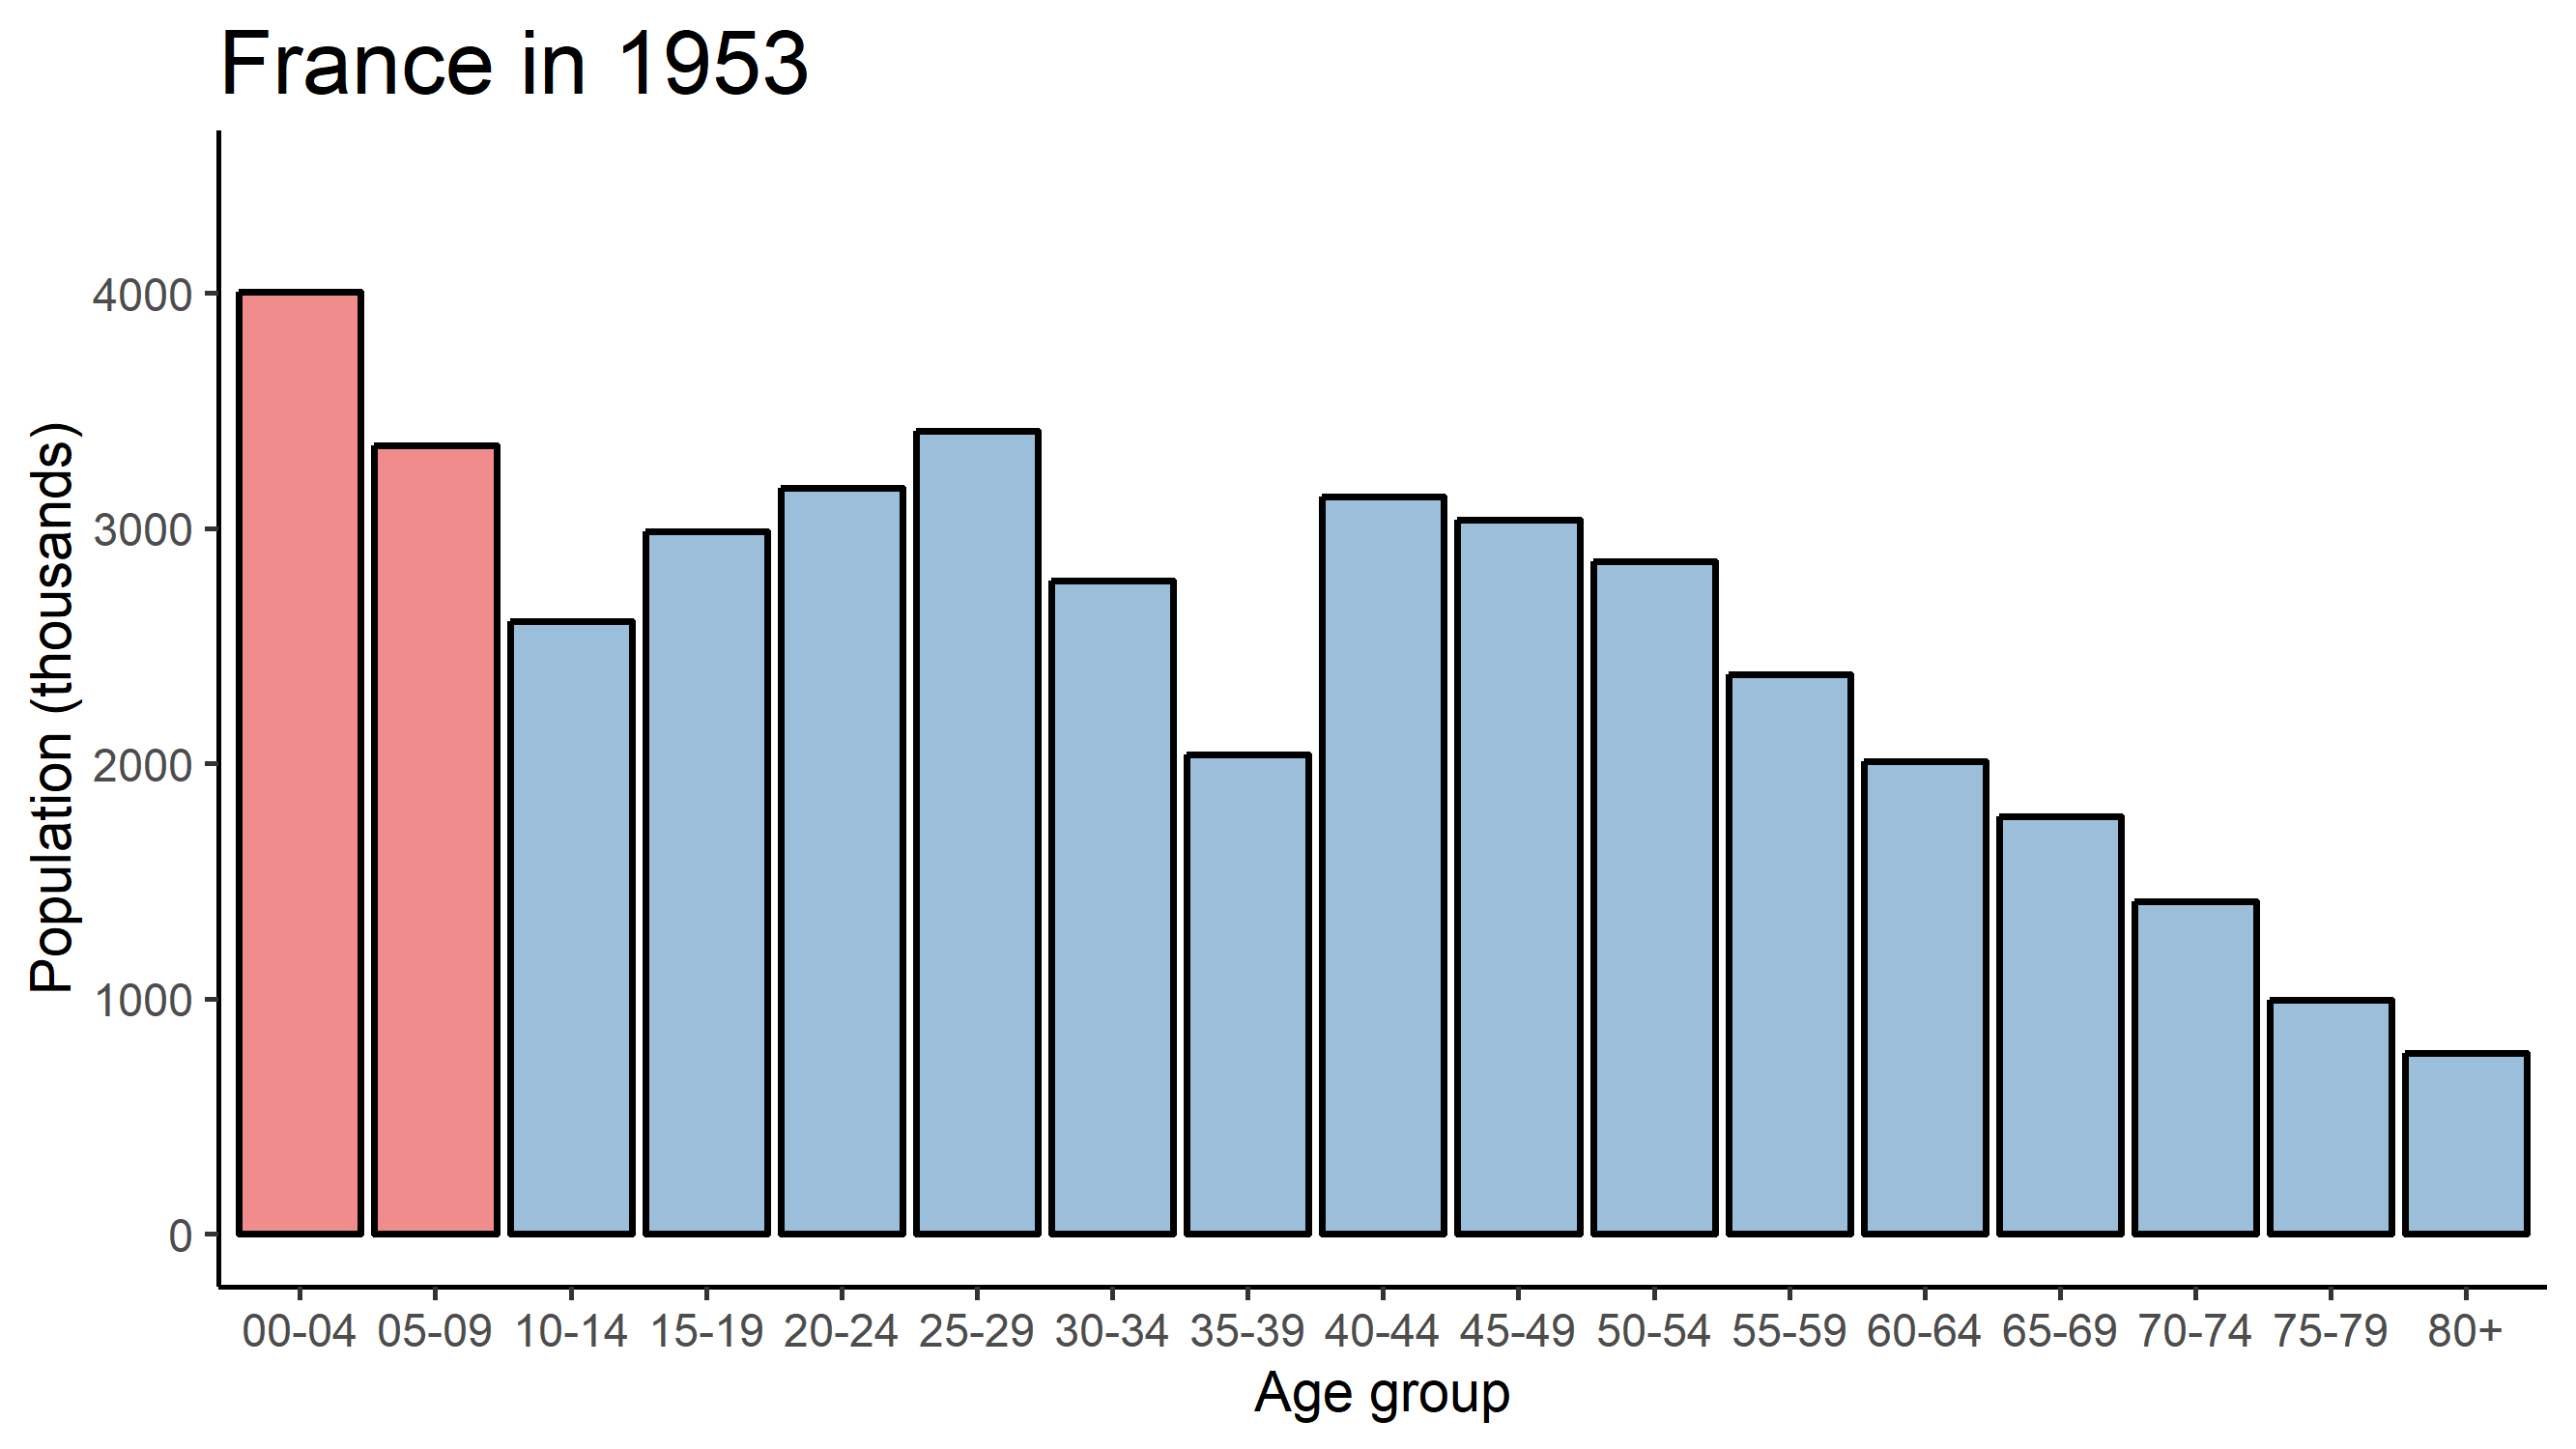 France in 1953
Population (thousands)
4000
3000
2000
1000
0
00-04 05-09 10-14 15-19 20-24 25-29 30-34 35-39 40-44 45-49 50-54 55-59 60-64 65-69 70-74 75-79 80+
Age group